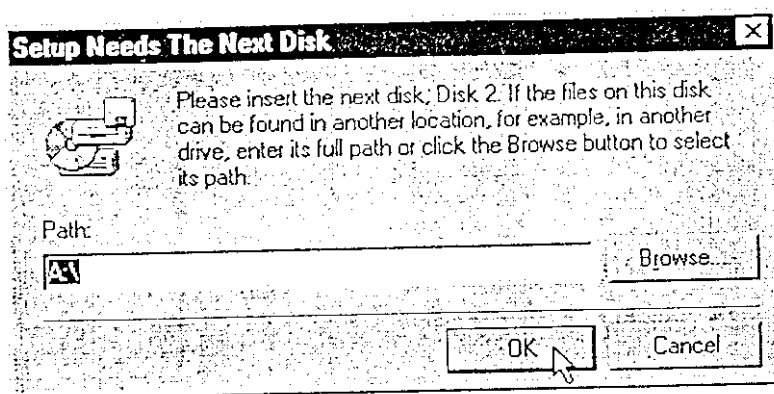 Setup Needs The Next Disk
Please insert the next disk, Disk 2. If the files on this disk
can be found in another location, for example, in another
drive, enter its full path or click the Browse button to select
its path.
Path:
A:\
Browse...
OK
Cancel